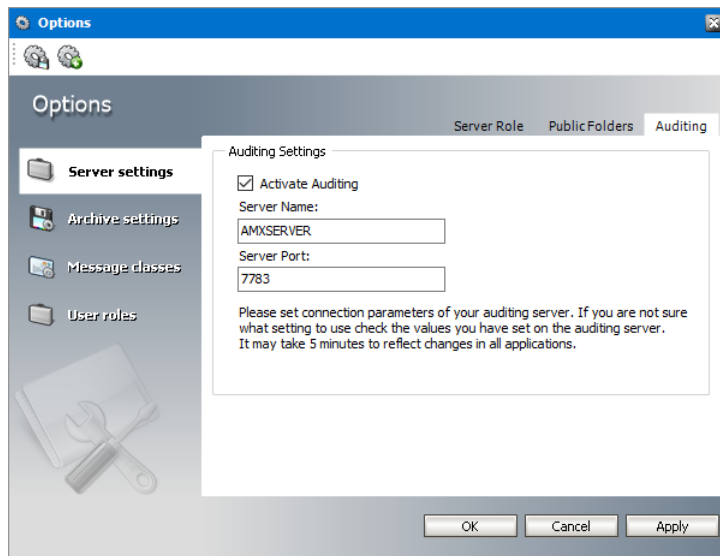 Options
Options
Server Role
Public Folders
Auditing
Server settings
Archive settings
Message classes
User roles
Auditing Settings
Activate Auditing
Server Name:
AMXSERVER
Server Port:
7783
Please set connection parameters of your auditing server. If you are not sure
what setting to use check the values you have set on the auditing server.
It may take 5 minutes to reflect changes in all applications.
OK
Cancel
Apply